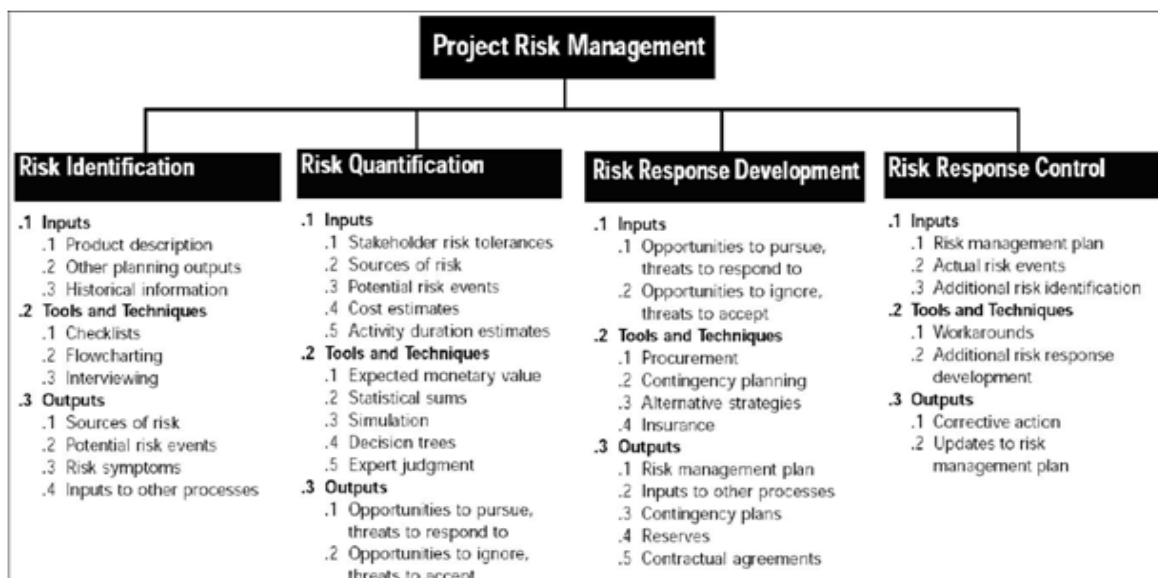 Project Risk Management
Risk Identification
.1 Inputs
.1 Product description
.2 Other planning outputs
.3 Historical information
.2 Tools and Techniques
.1 Checklists
.2 Flowcharting
.3 Interviewing
.3 Outputs
.1 Sources of risk
.2 Potential risk events
.3 Risk symptoms
.4 Inputs to other processes
Risk Quantification
.1 Inputs
.1 Stakeholder risk tolerances
.2 Sources of risk
.3 Potential risk events
.4 Cost estimates
.5 Activity duration estimates
.2 Tools and Techniques
.1 Expected monetary value
.2 Statistical sums
.3 Simulation
.4 Decision trees
.5 Expert judgment
.3 Outputs
.1 Opportunities to pursue,
threats to respond to
.2 Opportunities to ignore,
threats to accept
Risk Response Development
.1 Inputs
.1 Opportunities to pursue,
threats to respond to
.2 Opportunities to ignore,
threats to accept
.2 Tools and Techniques
.1 Procurement
.2 Contingency planning
.3 Alternative strategies
.4 Insurance
.3 Outputs
.1 Risk management plan
.2 Inputs to other processes
.3 Contingency plans
.4 Reserves
.5 Contractual agreements
Risk Response Control
.1 Inputs
.1 Risk management plan
.2 Actual risk events
.3 Additional risk identification
.2 Tools and Techniques
.1 Workarounds
.2 Additional risk response
development
.3 Outputs
.1 Corrective action
.2 Updates to risk
management plan